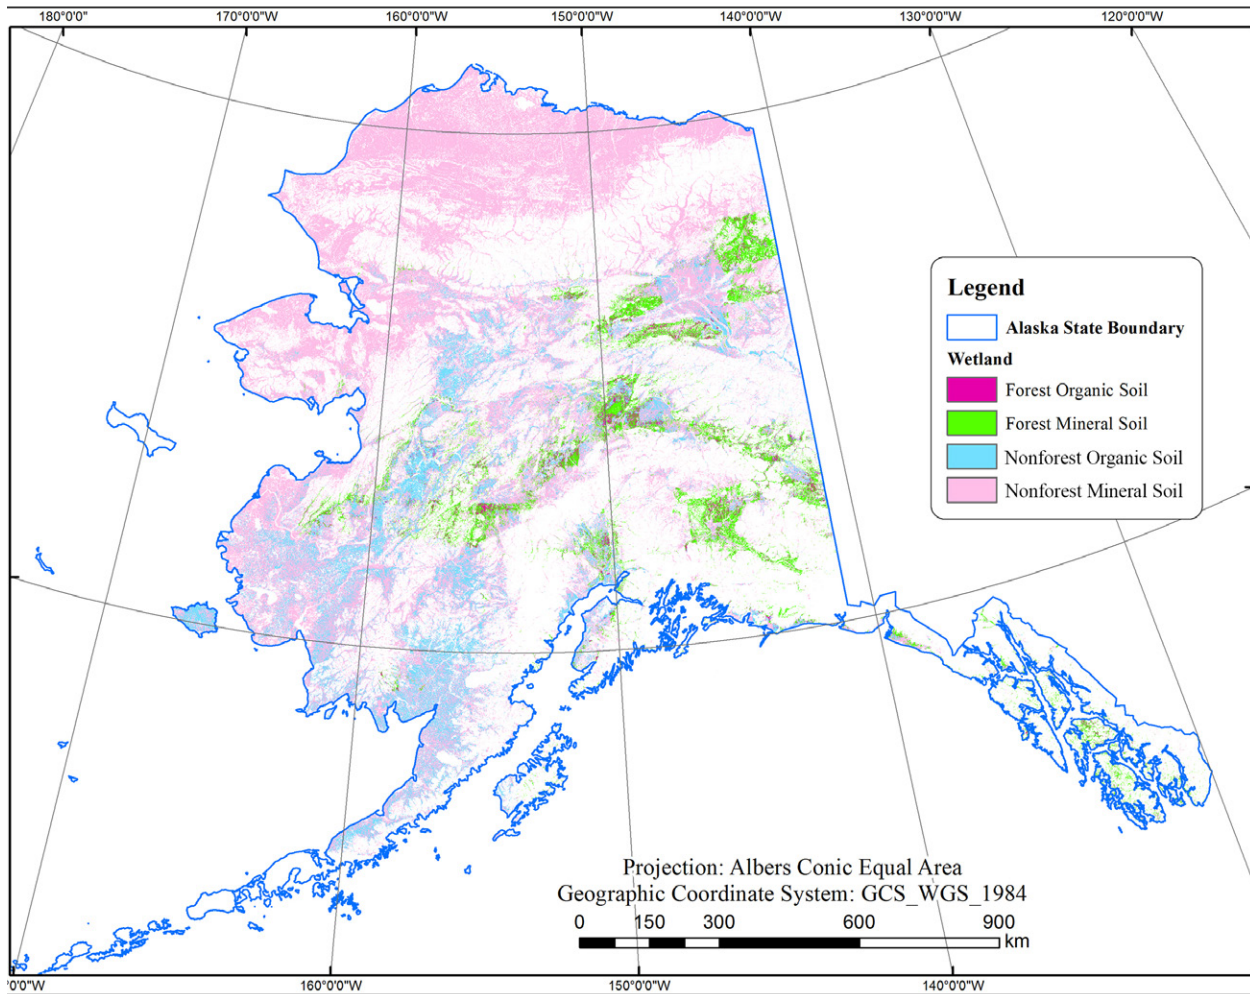 180°0'0" 170°0'0"W 160°0'0"W 150°0'0"W 140°0'0"W 130°0'0"W 120°0'0"W
Legend
Alaska State Boundary
Wetland
Forest Organic Soil
Forest Mineral Soil
Nonforest Organic Soil
Nonforest Mineral Soil
Projection: Albers Conic Equal Area
Geographic Coordinate System: GCS_WGS_1984
0 150 300 600 900
km
160°0'0"W 150°0'0"W 140°0'0"W